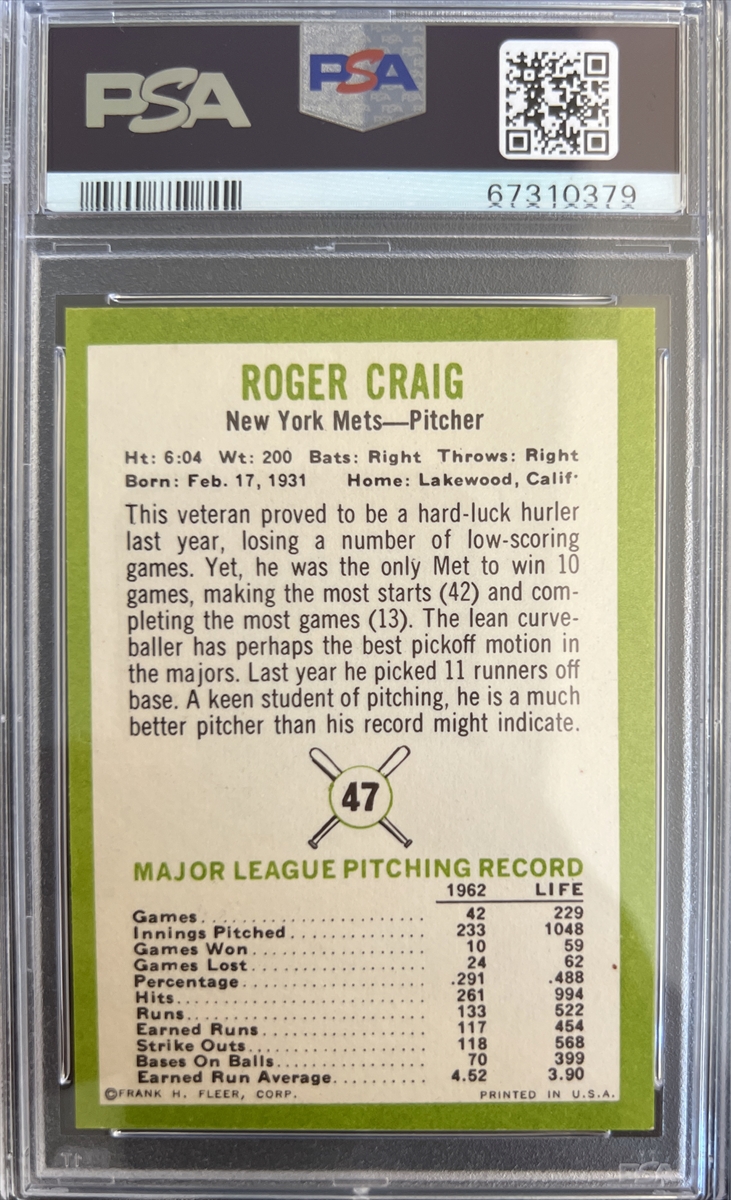 PSA
PSA
67310379
ROGER CRAIG
New York Mets—Pitcher
Ht: 6:04 Wt: 200 Bats: Right Throws: Right
Born: Feb. 17, 1931 Home: Lakewood, Calif.
This veteran proved to be a hard-luck hurler
last year, losing a number of low-scoring
games. Yet, he was the only Met to win 10
games, making the most starts (42) and com-
pleting the most games (13). The lean curve-
baller has perhaps the best pickoff motion in
the majors. Last year he picked 11 runners off
base. A keen student of pitching, he is a much
better pitcher than his record might indicate.
47
MAJOR LEAGUE PITCHING RECORD
1962 LIFE
Games 42 229
Innings Pitched 233 1048
Games Won 10 59
Games Lost 24 62
Percentage .291 .488
Hits 261 994
Runs 133 522
Earned Runs 117 454
Strike Outs 118 568
Bases On Balls 70 399
Earned Run Average 4.52 3.90
©FRANK H. FLEER, CORP. PRINTED IN U.S.A.
PSA